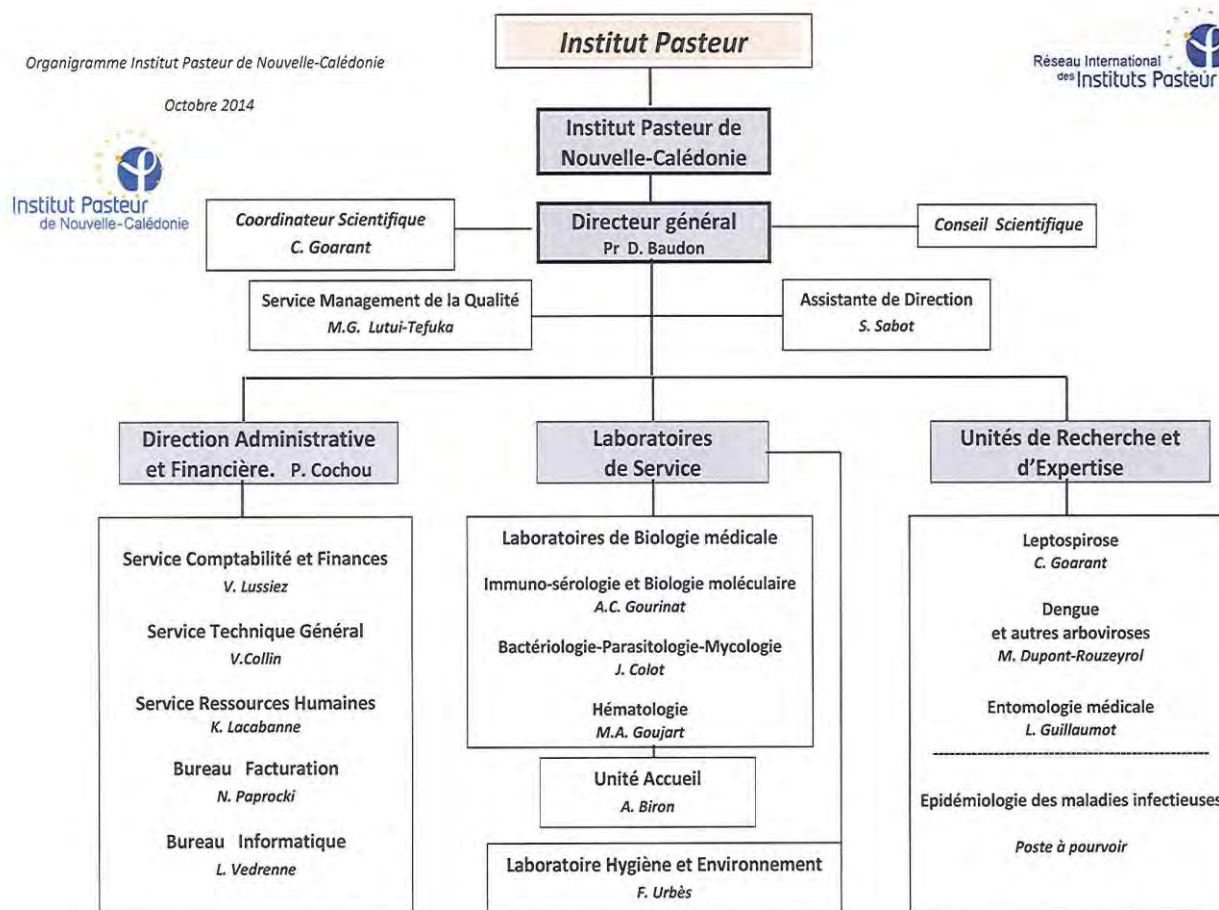 Institut Pasteur
Organigramme Institut Pasteur de Nouvelle-Calédonie
Octobre 2014
Réseau International
des Instituts Pasteur
Institut Pasteur
de Nouvelle-Calédonie
Institut Pasteur de
Nouvelle-Calédonie
Coordinateur Scientifique
C. Goarant
Directeur général
Pr D. Baudon
Conseil Scientifique
Service Management de la Qualité
M.G. Lutui-Tefuka
Assistante de Direction
S. Sabot
Direction Administrative
et Financière. P. Cochou
Service Comptabilité et Finances
V. Lussiez
Service Technique Général
V.Collin
Service Ressources Humaines
K. Lacabanne
Bureau Facturation
N. Paprocki
Bureau Informatique
L. Vedrenne
Laboratoires
de Service
Laboratoires de Biologie médicale
Immuno-sérologie et Biologie moléculaire
A.C. Gourinat
Bactériologie-Parasitologie-Mycologie
J. Colot
Hématologie
M.A. Goujart
Unité Accueil
A. Biron
Laboratoire Hygiène et Environnement
F. Urbès
Unités de Recherche et
d'Expertise
Leptospirose
C. Goarant
Dengue
et autres arboviroses
M. Dupont-Rouzeyrol
Entomologie médicale
L. Guillaumot
Epidémiologie des maladies infectieuses
Poste à pourvoir